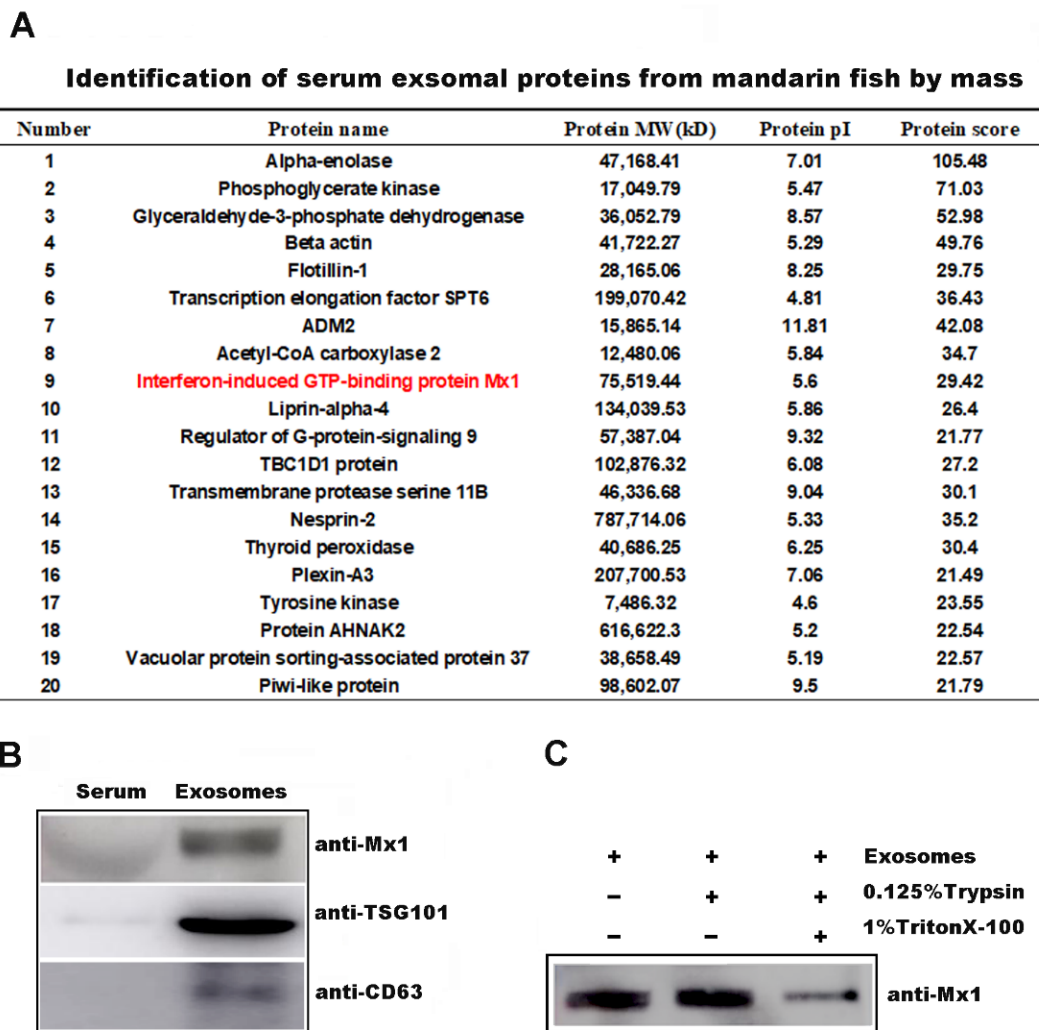 A
Identification of serum exsomal proteins from mandarin fish by mass
Number Protein name Protein MW(kD) Protein pI Protein score
1 Alpha-enolase 47,168.41 7.01 105.48
2 Phosphoglycerate kinase 17,049.79 5.47 71.03
3 Glyceraldehyde-3-phosphate dehydrogenase 36,052.79 8.57 52.98
4 Beta actin 41,722.27 5.29 49.76
5 Flotillin-1 28,165.06 8.25 29.75
6 Transcription elongation factor SPT6 199,070.42 4.81 36.43
7 ADM2 15,865.14 11.81 42.08
8 Acetyl-CoA carboxylase 2 12,480.06 5.84 34.7
9 Interferon-induced GTP-binding protein Mx1 75,519.44 5.6 29.42
10 Liprin-alpha-4 134,039.53 5.86 26.4
11 Regulator of G-protein-signaling 9 57,387.04 9.32 21.77
12 TBC1D1 protein 102,876.32 6.08 27.2
13 Transmembrane protease serine 11B 46,336.68 9.04 30.1
14 Nesprin-2 787,714.06 5.33 35.2
15 Thyroid peroxidase 40,686.25 6.25 30.4
16 Plexin-A3 207,700.53 7.06 21.49
17 Tyrosine kinase 7,486.32 4.6 23.55
18 Protein AHNAK2 616,622.3 5.2 22.54
19 Vacuolar protein sorting-associated protein 37 38,658.49 5.19 22.57
20 Piwi-like protein 98,602.07 9.5 21.79
B
Serum Exosomes
anti-Mx1
anti-TSG101
anti-CD63
C
+ + + Exosomes
− + + 0.125%Trypsin
− − + 1%TritonX-100
anti-Mx1